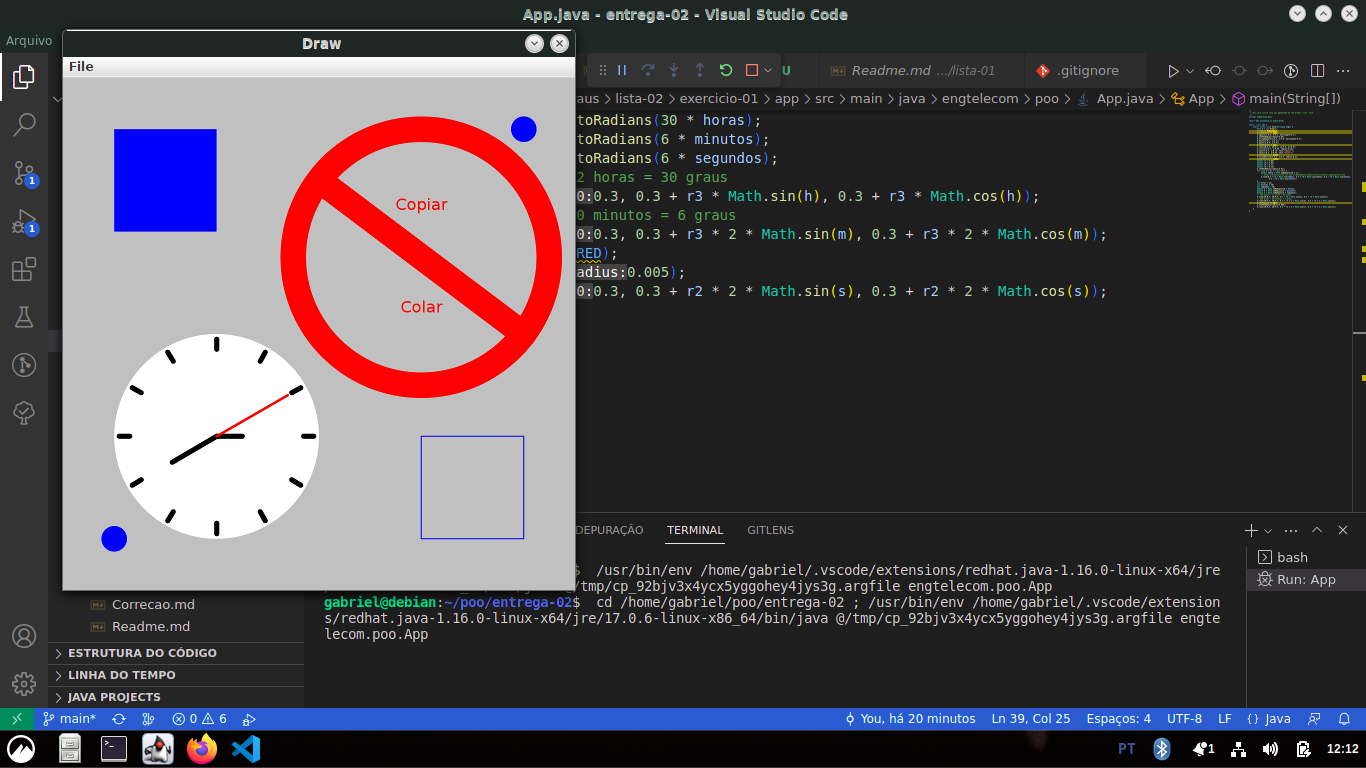 App.java - entrega-02 - Visual Studio Code
Arquivo
Draw
File
Copiar
Colar
U
Readme.md .../lista-01
.gitignore
aus > lista-02 > exercicio-01 > app > src > main > java > engtelecom > poo > App.java > App > main(String[])
toRadians(30 * horas);
toRadians(6 * minutos);
toRadians(6 * segundos);
2 horas = 30 graus
0:0.3, 0.3 + r3 * Math.sin(h), 0.3 + r3 * Math.cos(h));
0 minutos = 6 graus
0:0.3, 0.3 + r3 * 2 * Math.sin(m), 0.3 + r3 * 2 * Math.cos(m));
RED);
adius:0.005);
0:0.3, 0.3 + r2 * 2 * Math.sin(s), 0.3 + r2 * 2 * Math.cos(s));
1
1
DEPURAÇÃO TERMINAL GITLENS
$ /usr/bin/env /home/gabriel/.vscode/extensions/redhat.java-1.16.0-linux-x64/jre
/tmp/cp_92bjv3x4ycx5yggohey4jys3g.argfile engtelecom.poo.App
gabriel@debian:~/poo/entrega-02$ cd /home/gabriel/poo/entrega-02 ; /usr/bin/env /home/gabriel/.vscode/extension
s/redhat.java-1.16.0-linux-x64/jre/17.0.6-linux-x86_64/bin/java @/tmp/cp_92bjv3x4ycx5yggohey4jys3g.argfile engte
lecom.poo.App
bash
Run: App
Correcao.md
Readme.md
ESTRUTURA DO CÓDIGO
LINHA DO TEMPO
JAVA PROJECTS
main* 0 6 You, há 20 minutos Ln 39, Col 25 Espaços: 4 UTF-8 LF {} Java
PT 1 12:12